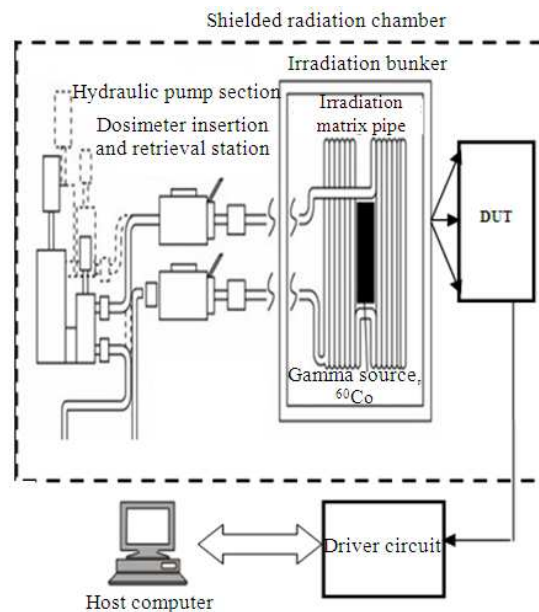 Shielded radiation chamber
Irradiation bunker
Hydraulic pump section
Irradiation
matrix pipe
Dosimeter insertion
and retrieval station
DUT
Gamma source,
⁶⁰Co
Driver circuit
Host computer